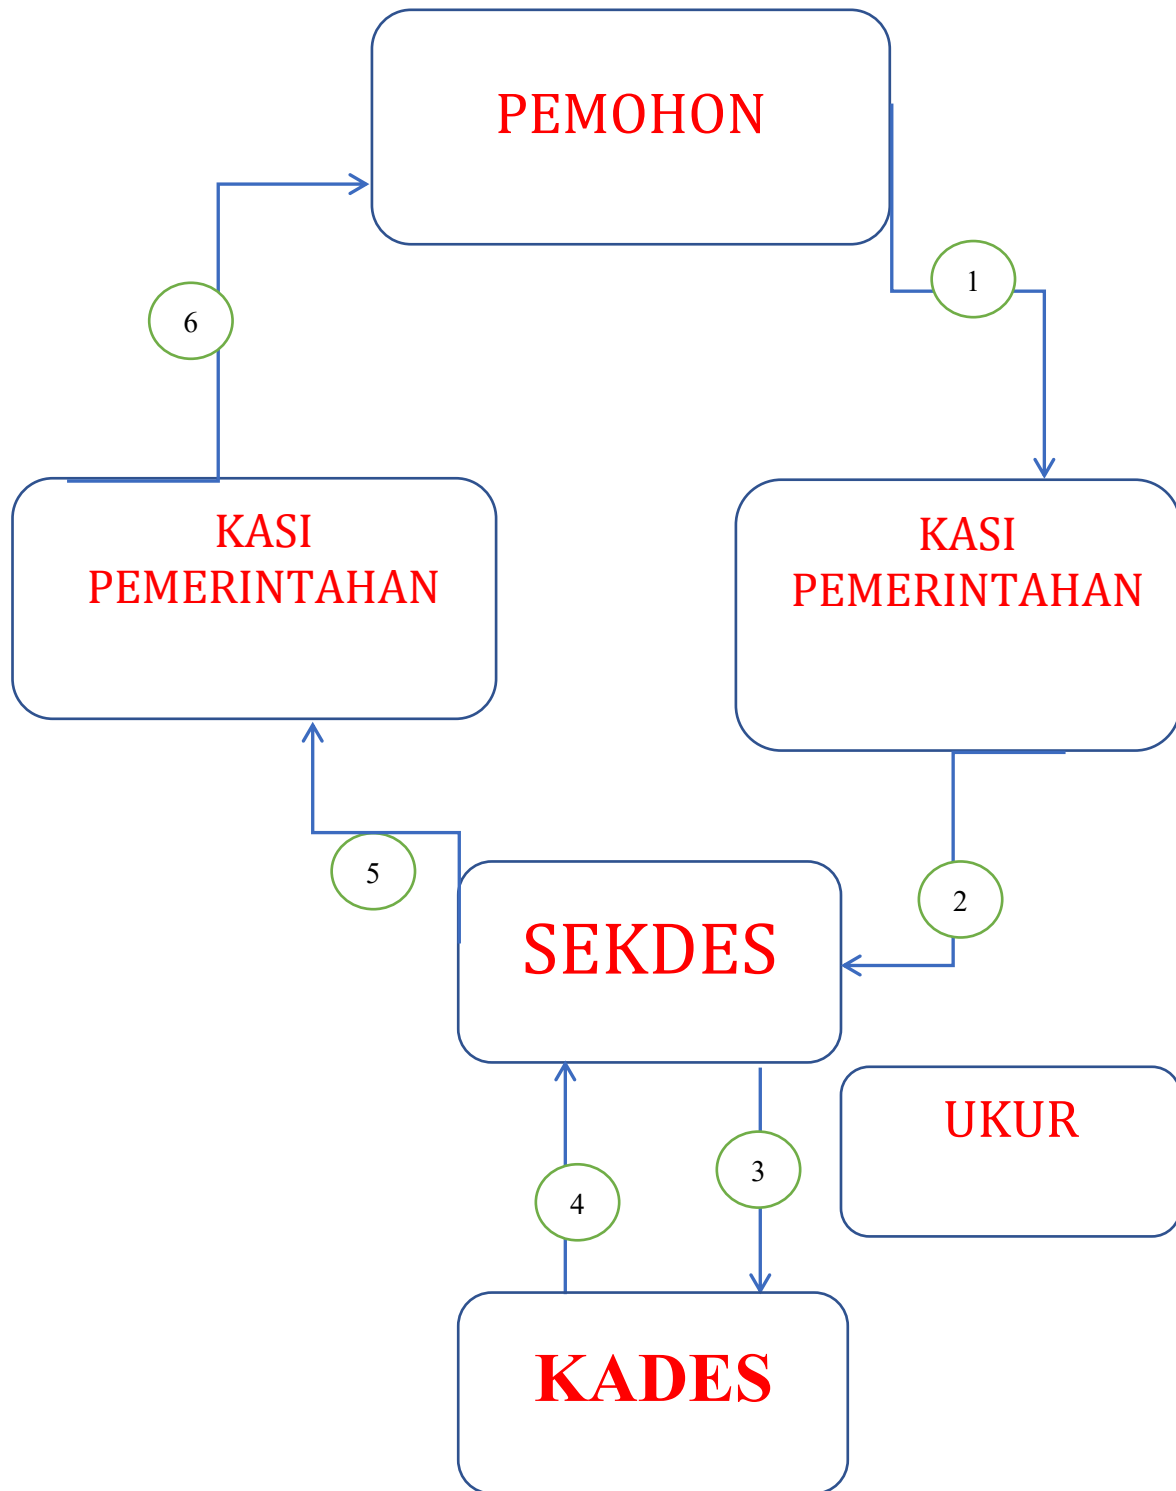 PEMOHON
1
6
KASI
PEMERINTAHAN
KASI
PEMERINTAHAN
5
2
SEKDES
UKUR
3
4
KADES